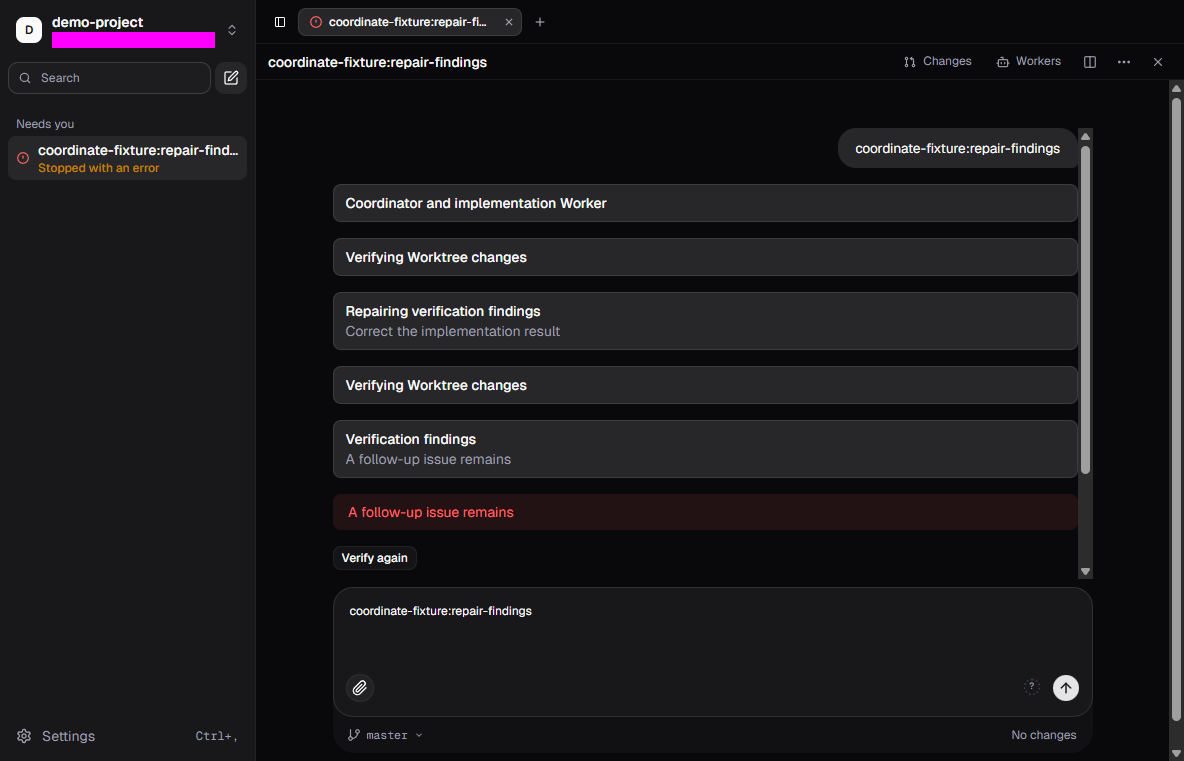 D
demo-project
coordinate-fixture:repair-fi...
coordinate-fixture:repair-findings
Changes
Workers
Search
Needs you
coordinate-fixture:repair-find...
Stopped with an error
coordinate-fixture:repair-findings
Coordinator and implementation Worker
Verifying Worktree changes
Repairing verification findings
Correct the implementation result
Verifying Worktree changes
Verification findings
A follow-up issue remains
A follow-up issue remains
Verify again
coordinate-fixture:repair-findings
?
master
No changes
Settings
Ctrl+,